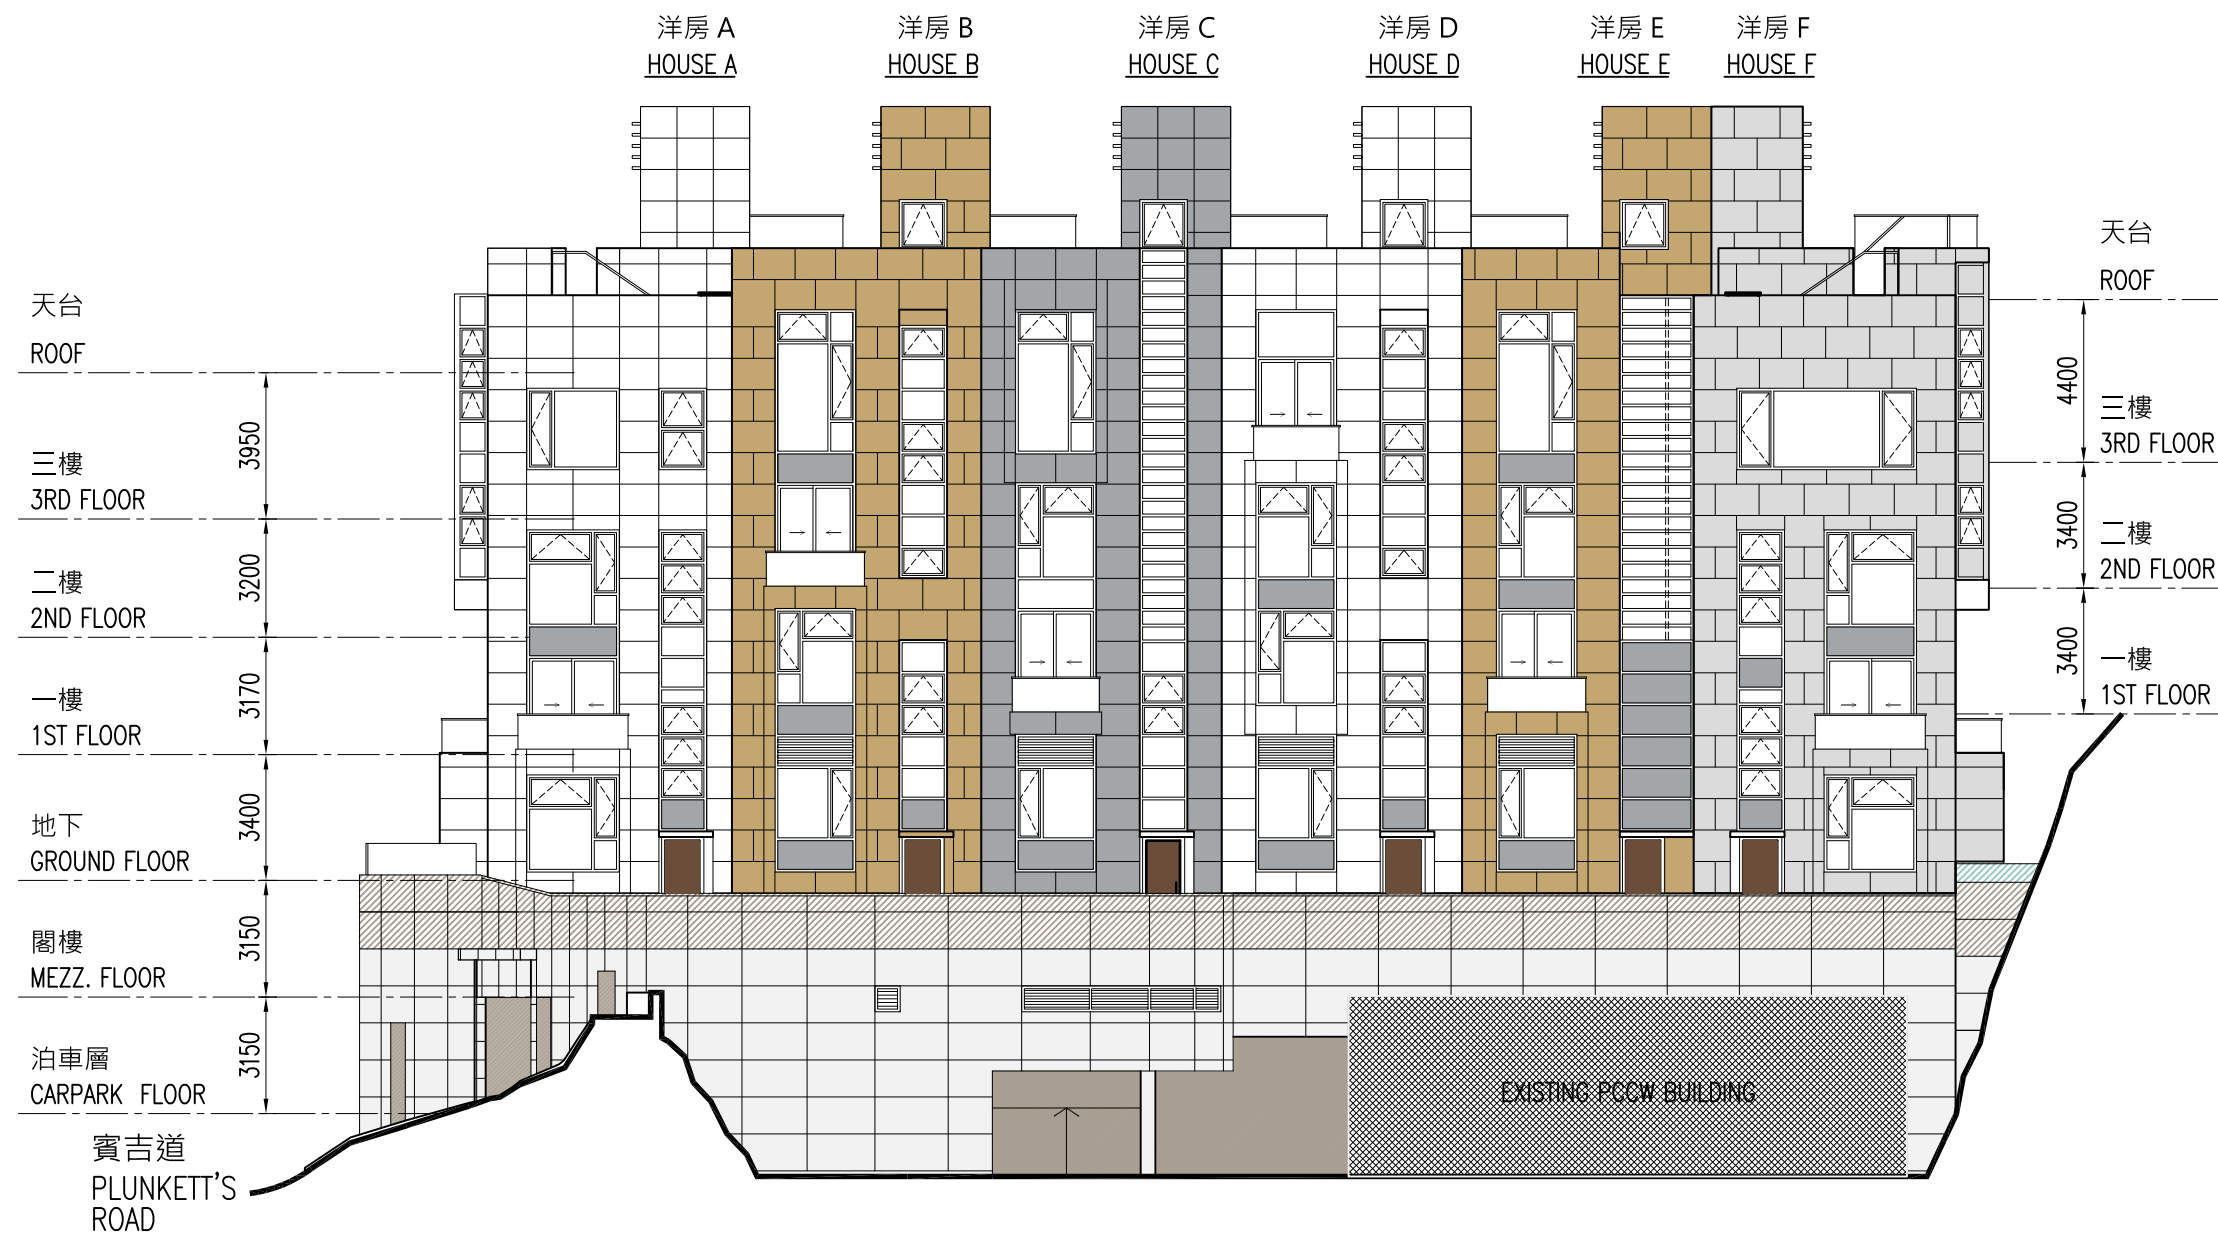 洋房 A
HOUSE A
洋房 B
HOUSE B
洋房 C
HOUSE C
洋房 D
HOUSE D
洋房 E
HOUSE E
洋房 F
HOUSE F
天台
ROOF
3950
三樓
3RD FLOOR
3200
二樓
2ND FLOOR
3170
一樓
1ST FLOOR
3400
地下
GROUND FLOOR
3150
閣樓
MEZZ. FLOOR
3150
泊車層
CARPARK FLOOR
賓吉道
PLUNKETT'S
ROAD
天台
ROOF
4400
三樓
3RD FLOOR
3400
二樓
2ND FLOOR
3400
一樓
1ST FLOOR
EXISTING PCCW BUILDING